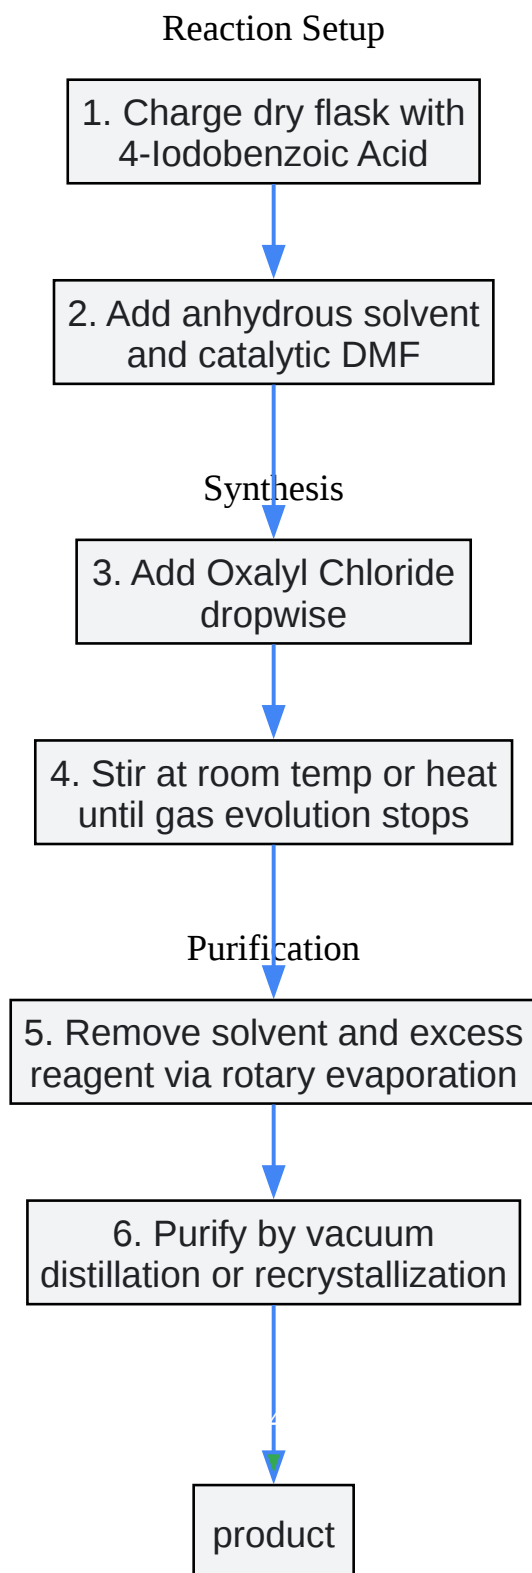 Reaction Setup
1. Charge dry flask with
4-Iodobenzoic Acid
2. Add anhydrous solvent
and catalytic DMF
Synthesis
3. Add Oxalyl Chloride
dropwise
4. Stir at room temp or heat
until gas evolution stops
Purification
5. Remove solvent and excess
reagent via rotary evaporation
6. Purify by vacuum
distillation or recrystallization
product